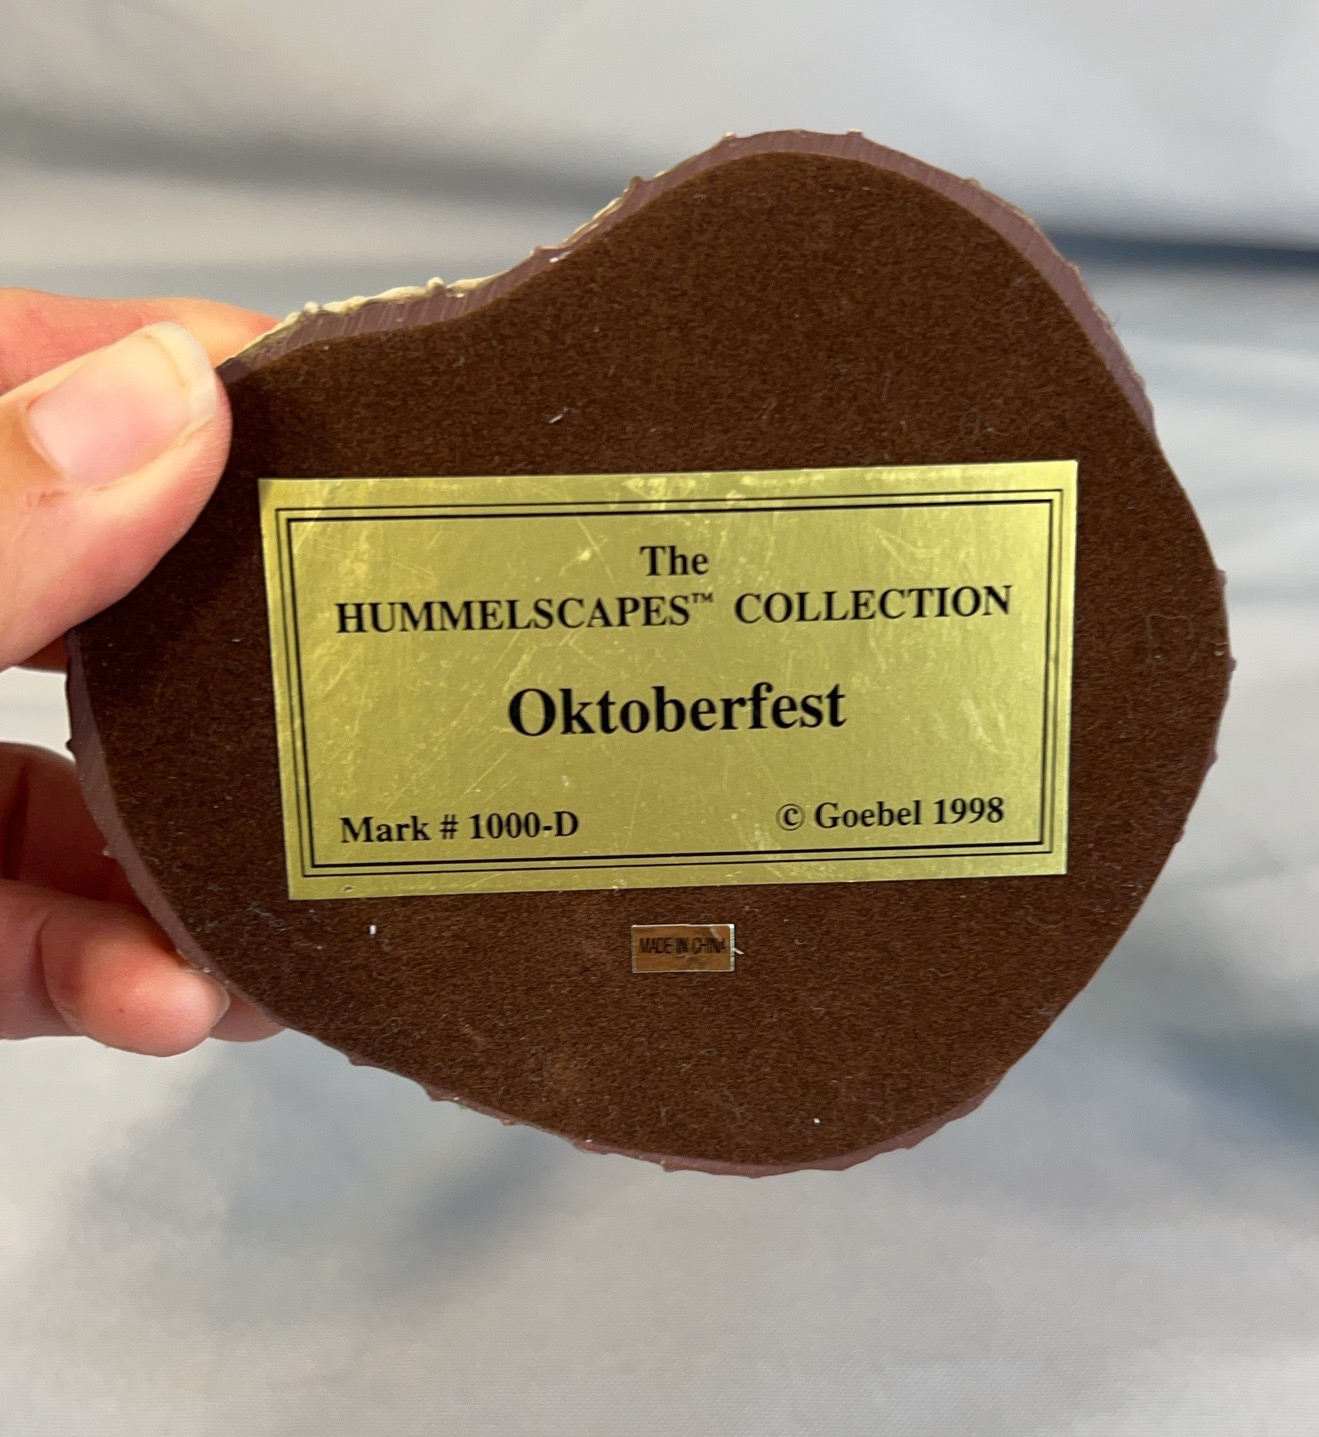 The
HUMMELSCAPES™ COLLECTION
Oktoberfest
Mark # 1000-D
© Goebel 1998
MADE IN CHINA